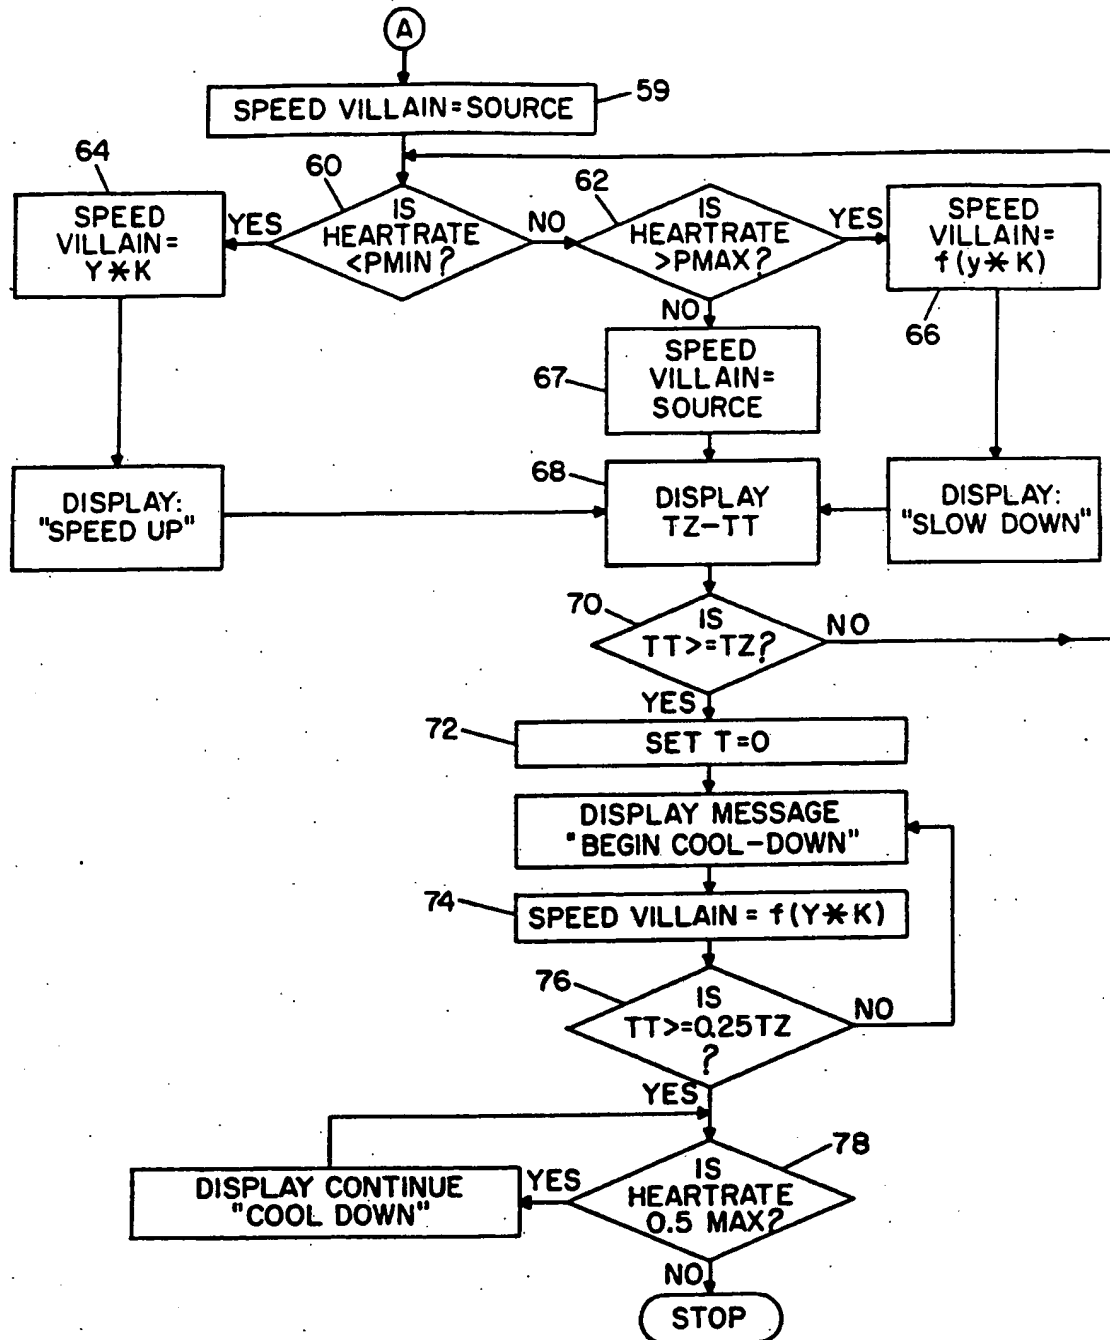 A
SPEED VILLAIN=SOURCE
59
64
SPEED
VILLAIN=
Y*K
YES
60
IS
HEARTRATE
<PMIN?
NO
62
IS
HEARTRATE
>PMAX?
YES
SPEED
VILLAIN=
f(y*K)
66
NO
67
SPEED
VILLAIN=
SOURCE
DISPLAY:
"SPEED UP"
68
DISPLAY
TZ-TT
DISPLAY:
"SLOW DOWN"
70
IS
TT>=TZ?
NO
YES
72
SET T=0
DISPLAY MESSAGE
"BEGIN COOL-DOWN"
74
SPEED VILLAIN = f(Y*K)
76
IS
TT>=0.25TZ
?
NO
YES
78
IS
HEARTRATE
0.5 MAX?
YES
DISPLAY CONTINUE
"COOL DOWN"
NO
STOP